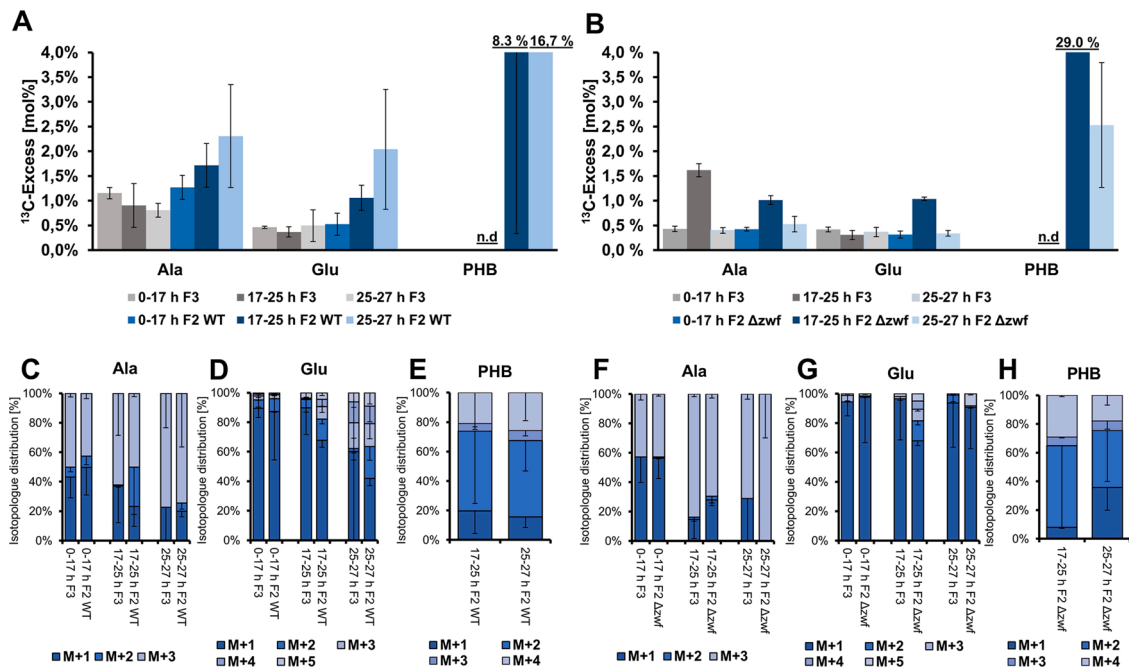 A
B
8.3 % 16,7 %
29.0 %
¹³C-Excess [mol%]
4,0%
3,5%
3,0%
2,5%
2,0%
1,5%
1,0%
0,5%
0,0%
n.d
Ala Glu PHB
0-17 h F3 17-25 h F3 25-27 h F3
0-17 h F2 WT 17-25 h F2 WT 25-27 h F2 WT
¹³C-Excess [mol%]
4,0%
3,5%
3,0%
2,5%
2,0%
1,5%
1,0%
0,5 %
0,0%
n.d
Ala Glu PHB
0-17 h F3 17-25 h F3 25-27 h F3
0-17 h F2 Δzwf 17-25 h F2 Δzwf 25-27 h F2 Δzwf
C Ala
Isotopologue distribution [%]
100%
80%
60%
40%
20%
0%
0-17 h F3
0-17 h F2 WT
17-25 h F3
17-25 h F2 WT
25-27 h F3
25-27 h F2 WT
M+1 M+2 M+3
D Glu
Isotopologue distribution [%]
100%
80%
60%
40%
20%
0%
0-17 h F3
0-17 h F2 WT
17-25 h F3
17-25 h F2 WT
25-27 h F3
25-27 h F2 WT
M+1 M+2 M+3
M+4 M+5
E PHB
Isotopologue distribution [%]
100%
80%
60%
40%
20%
0%
17-25 h F2 WT
25-27 h F2 WT
M+1 M+2
M+3 M+4
F Ala
Isotopologue distribution [%]
100%
80%
60%
40%
20%
0%
0-17 h F3
0-17 h F2 Δzwf
17-25 h F3
17-25 h F2 Δzwf
25-27 h F3
25-27 h F2 Δzwf
M+1 M+2 M+3
G Glu
100%
80%
60%
40%
20%
0%
0-17 h F3
0-17 h F2 Δzwf
17-25 h F3
17-25 h F2 Δzwf
25-27 h F3
25-27 h F2 Δzwf
M+1 M+2 M+3
M+4 M+5
H PHB
Isotopologue distribution [%]
100%
80%
60%
40%
20%
0%
17-25 h F2 Δzwf
25-27 h F2 Δzwf
M+1 M+2
M+3 M+4